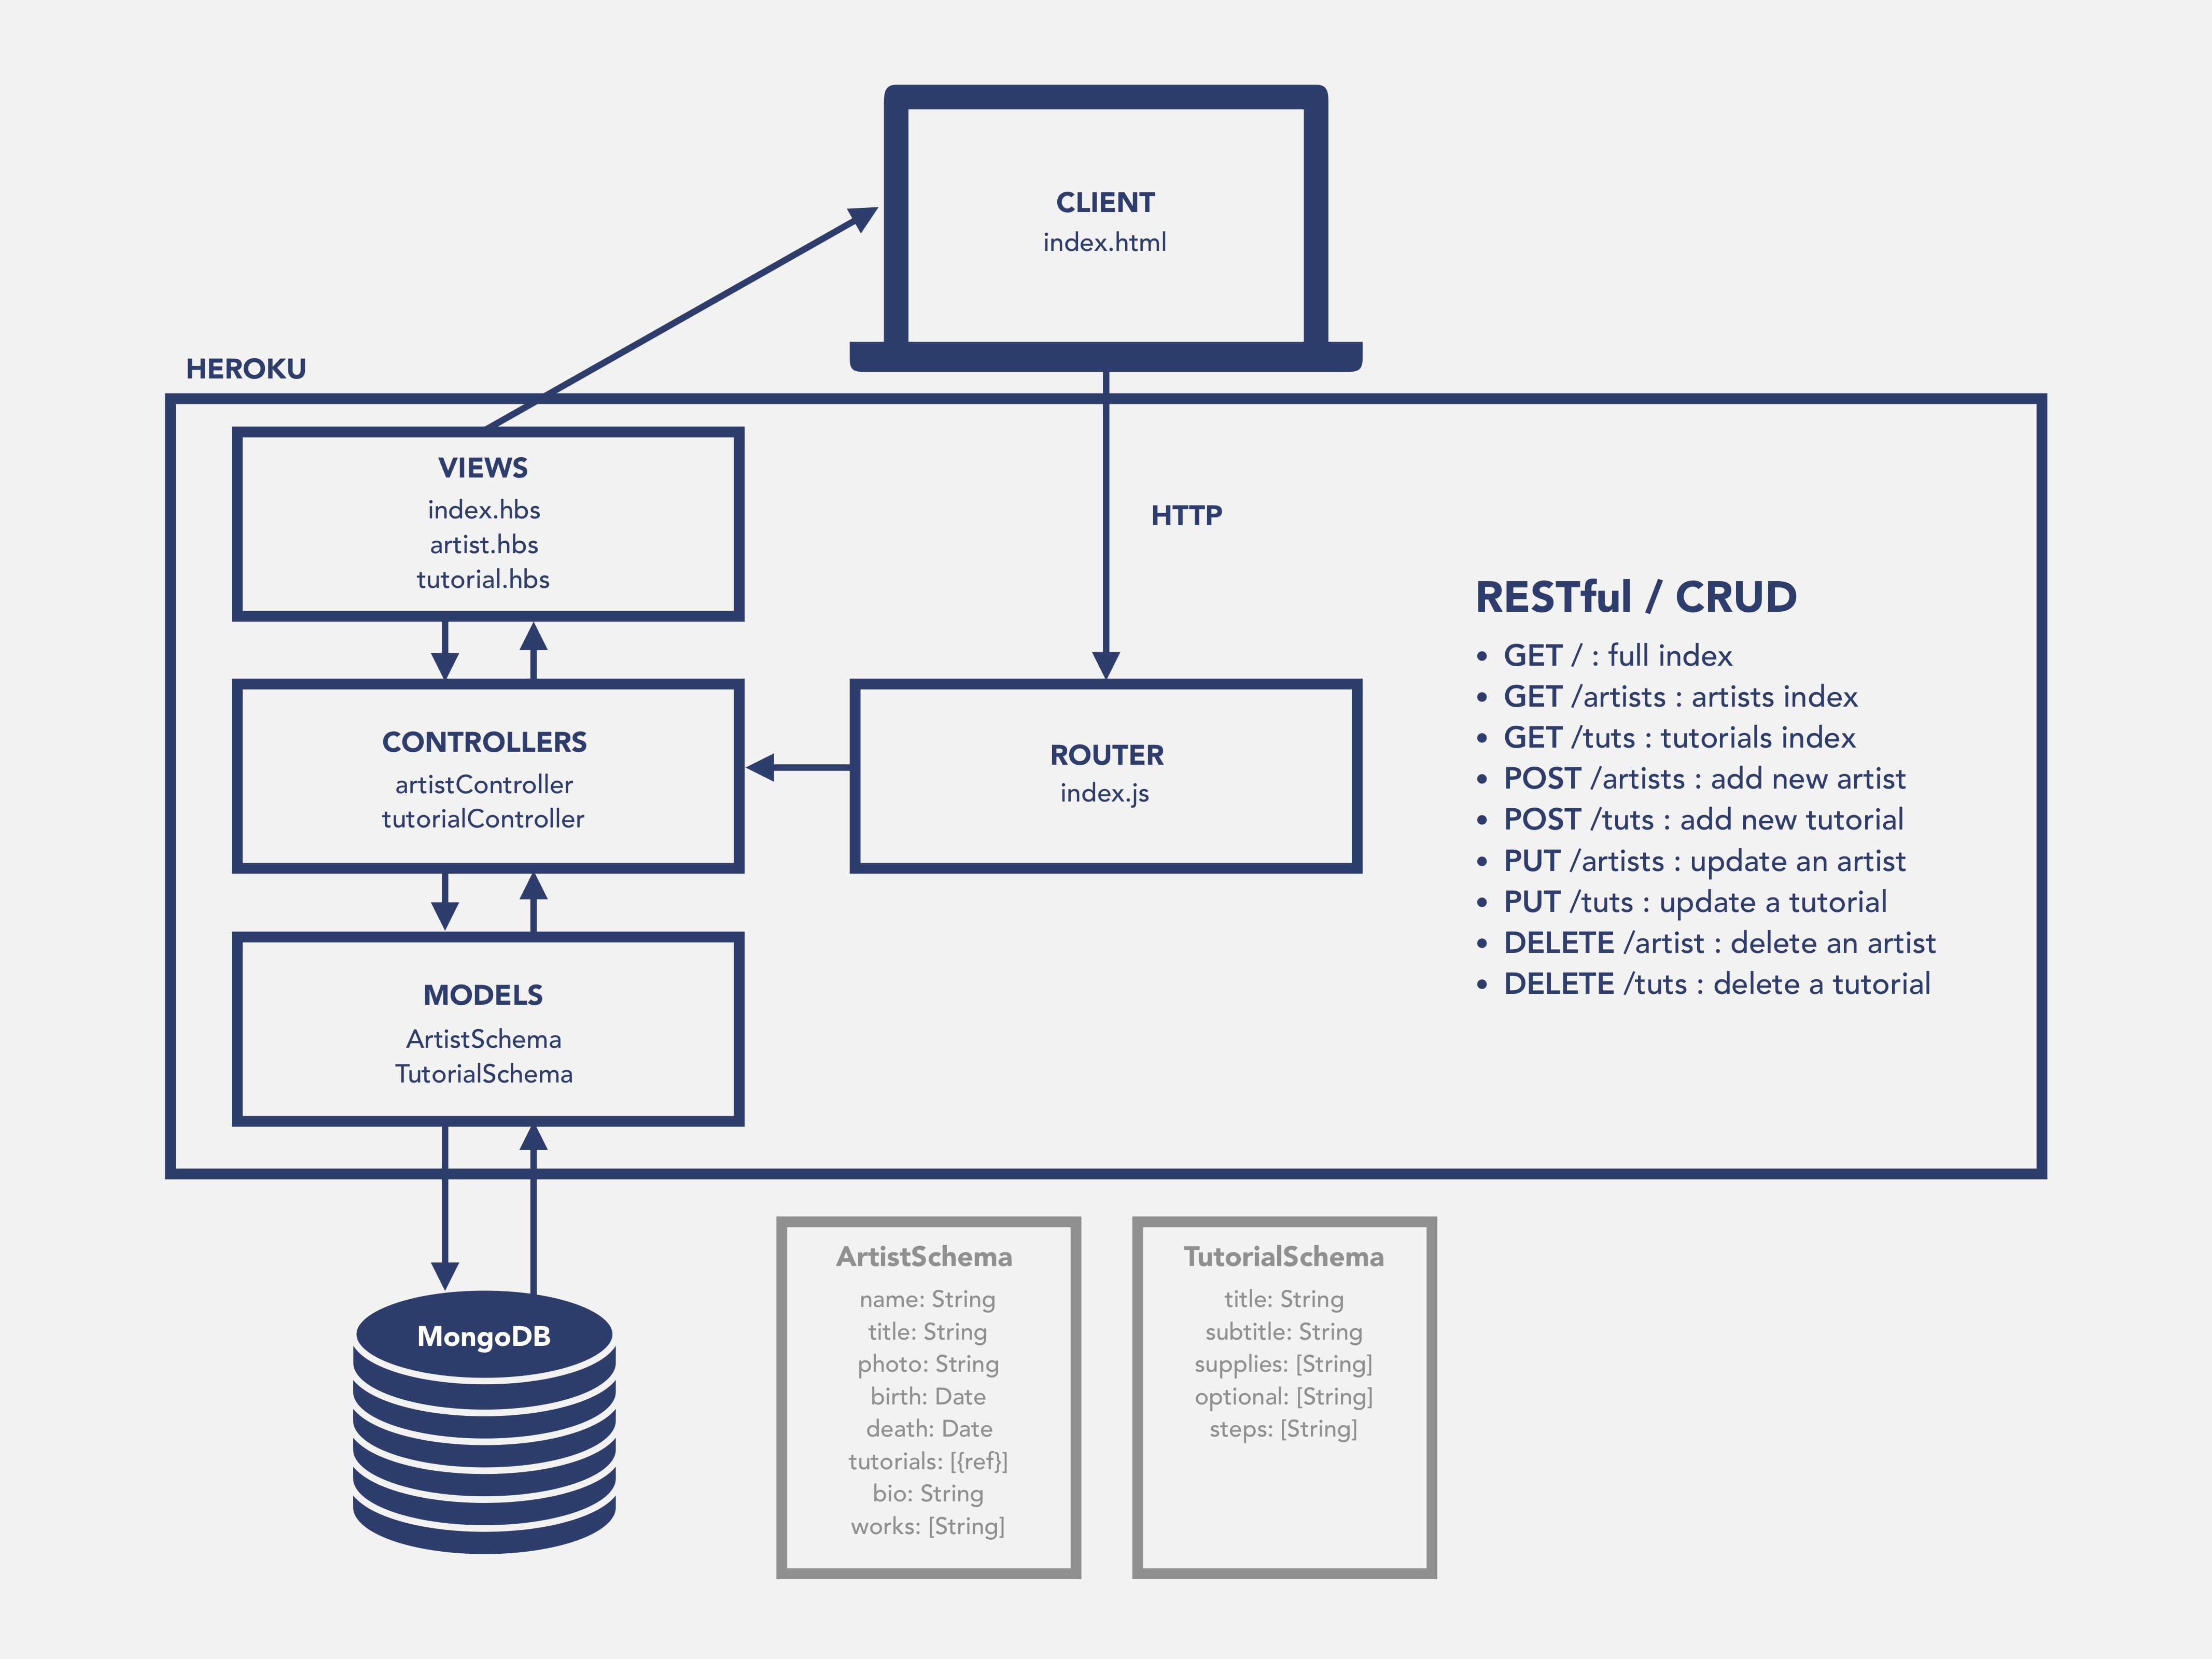 CLIENT
index.html
HEROKU
VIEWS
index.hbs
artist.hbs
tutorial.hbs
HTTP
CONTROLLERS
artistController
tutorialController
ROUTER
index.js
MODELS
ArtistSchema
TutorialSchema
RESTful / CRUD
• GET / : full index
• GET /artists : artists index
• GET /tuts : tutorials index
• POST /artists : add new artist
• POST /tuts : add new tutorial
• PUT /artists : update an artist
• PUT /tuts : update a tutorial
• DELETE /artist : delete an artist
• DELETE /tuts : delete a tutorial
MongoDB
ArtistSchema
name: String
title: String
photo: String
birth: Date
death: Date
tutorials: [{ref}]
bio: String
works: [String]
TutorialSchema
title: String
subtitle: String
supplies: [String]
optional: [String]
steps: [String]